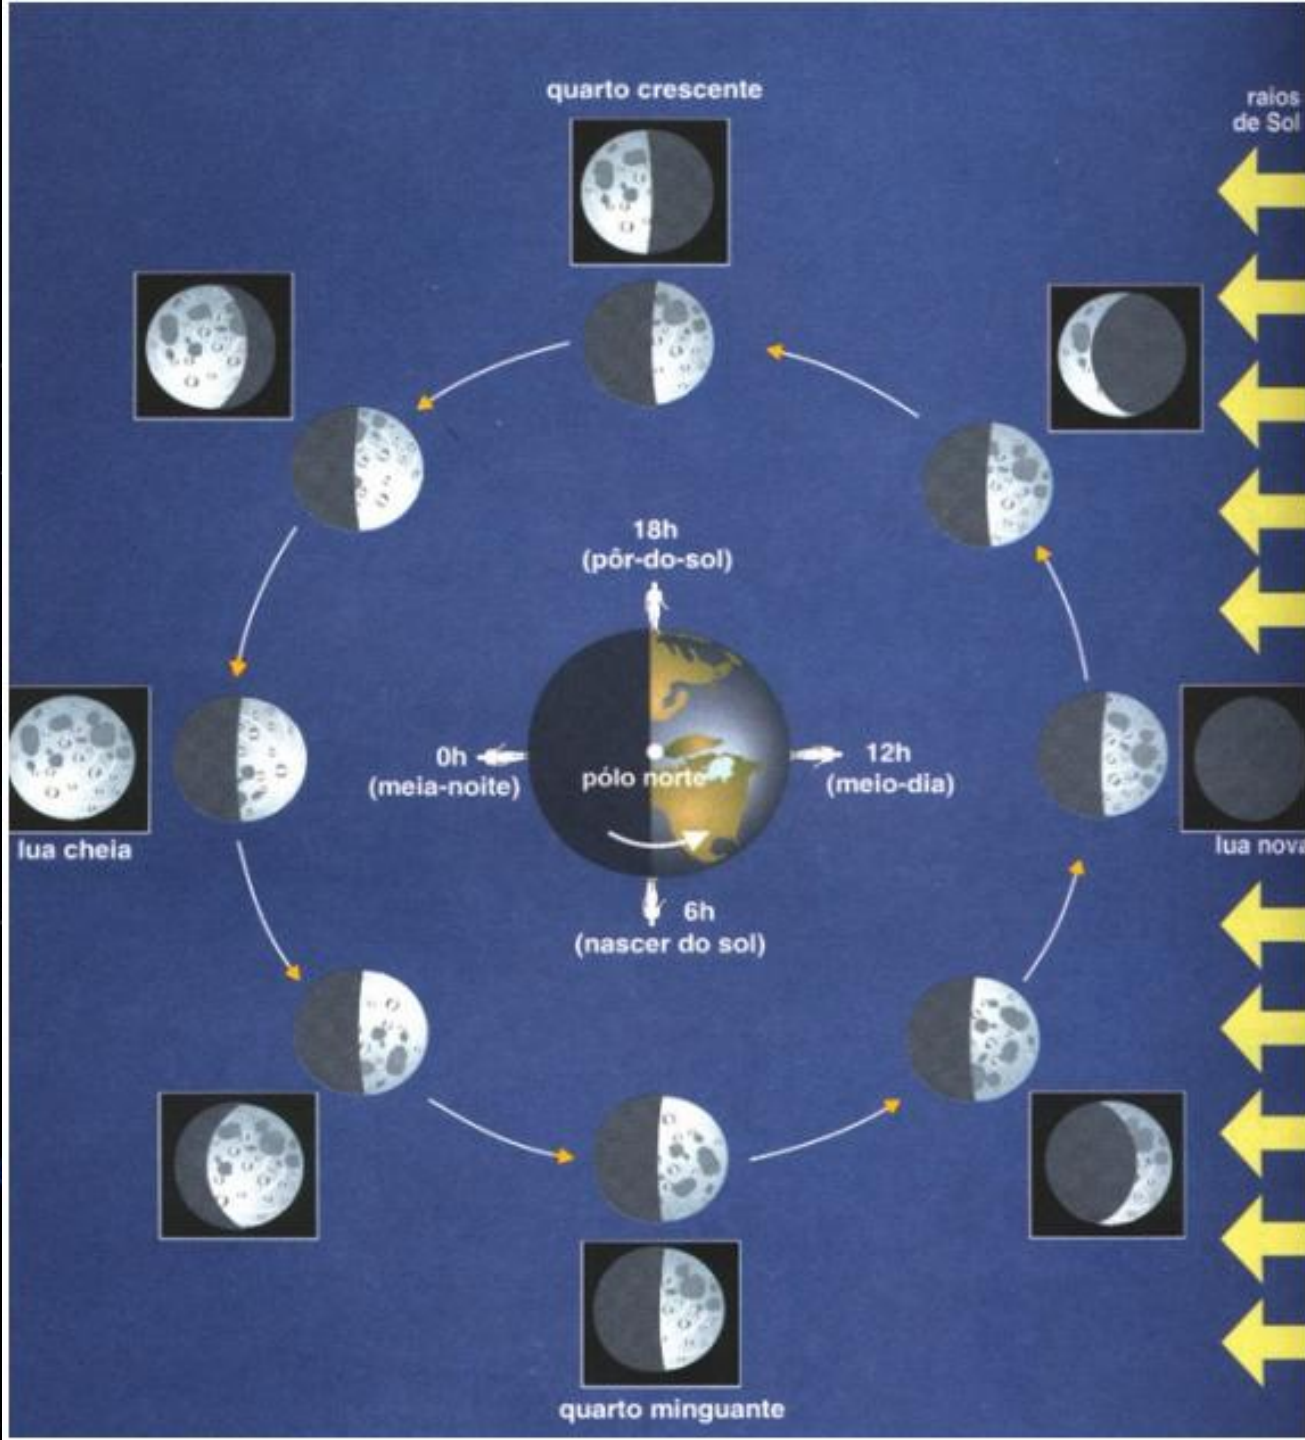 quarto crescente
raios
de Sol
18h
(pôr-do-sol)
0h
(meia-noite)
pólo norte
12h
(meio-dia)
lua cheia
lua nova
6h
(nascer do sol)
quarto minguante